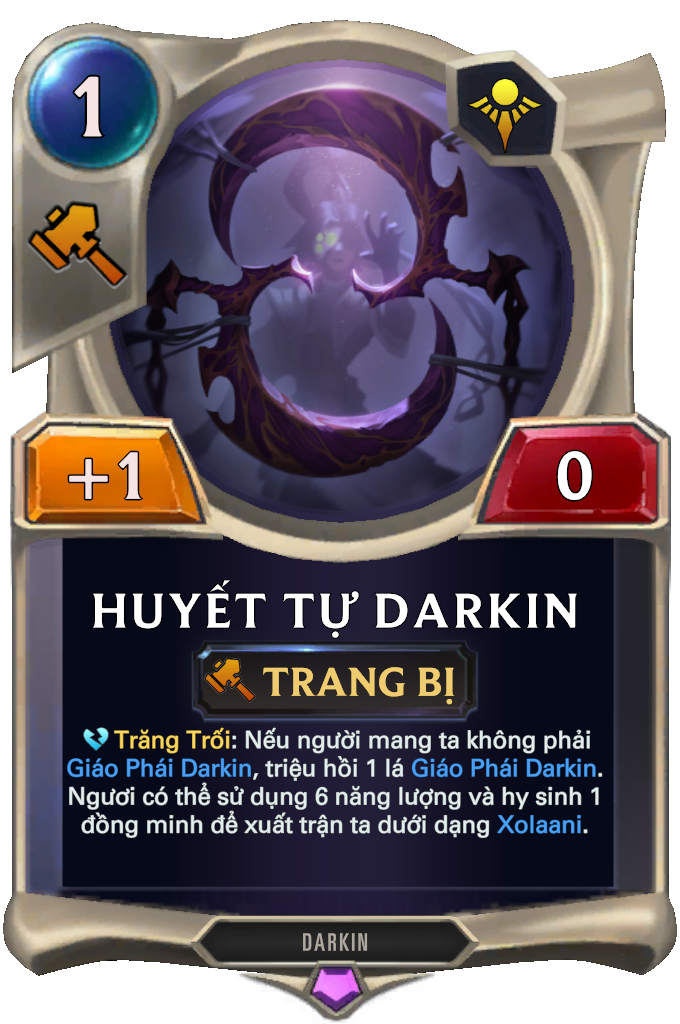 1
+1
0
HUYẾT TỰ DARKIN
TRANG BỊ
Trăng Trối: Nếu người mang ta không phải
Giáo Phái Darkin, triệu hồi 1 lá Giáo Phái Darkin.
Ngươi có thể sử dụng 6 năng lượng và hy sinh 1
đồng minh để xuất trận ta dưới dạng Xolaani.
DARKIN